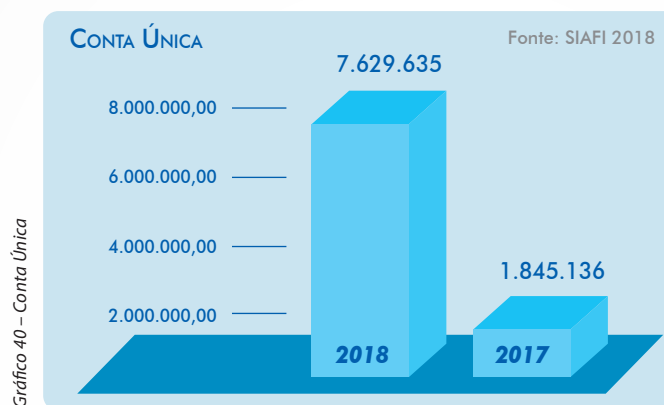 Conta Única
Fonte: SIAFI 2018
7.629.635
8.000.000,00
6.000.000,00
4.000.000,00
1.845.136
2.000.000,00
2018
2017
Gráfico 40 – Conta Única